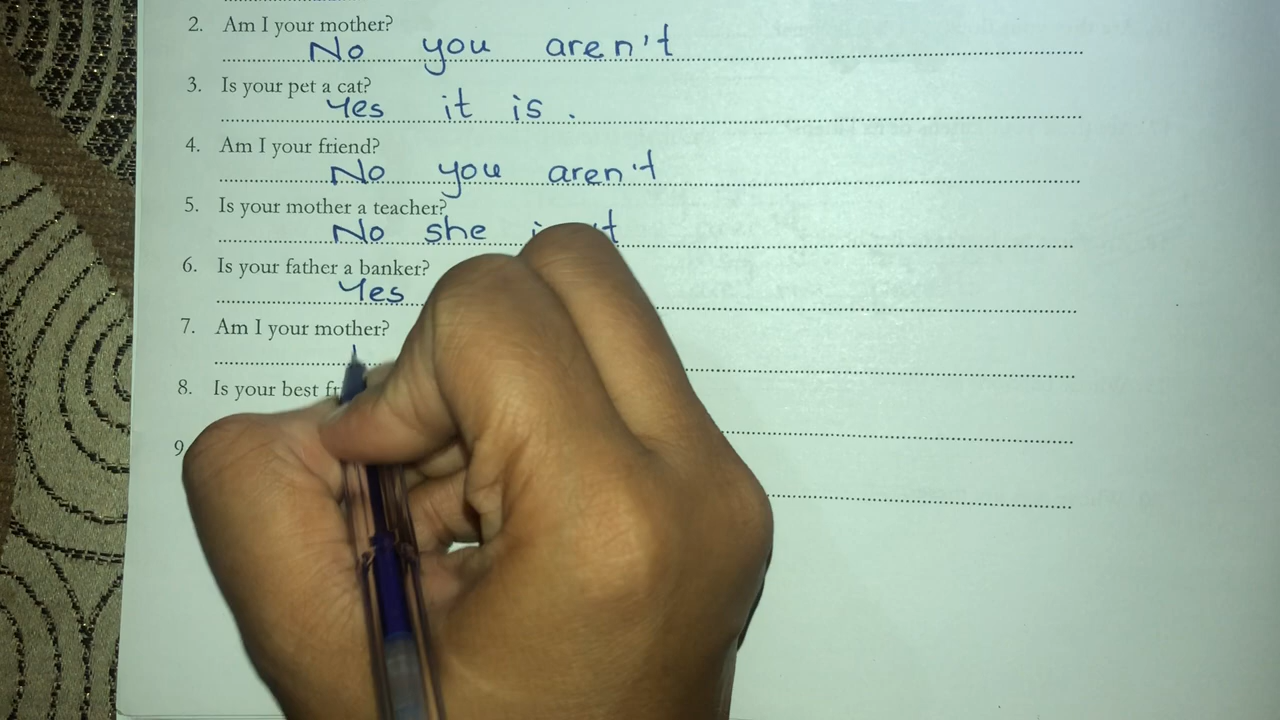 2. Am I your mother?
No you aren't
3. Is your pet a cat?
Yes it is .
4. Am I your friend?
No you aren't
5. Is your mother a teacher?
No she
6. Is your father a banker?
Yes
7. Am I your mother?
8. Is your best
9